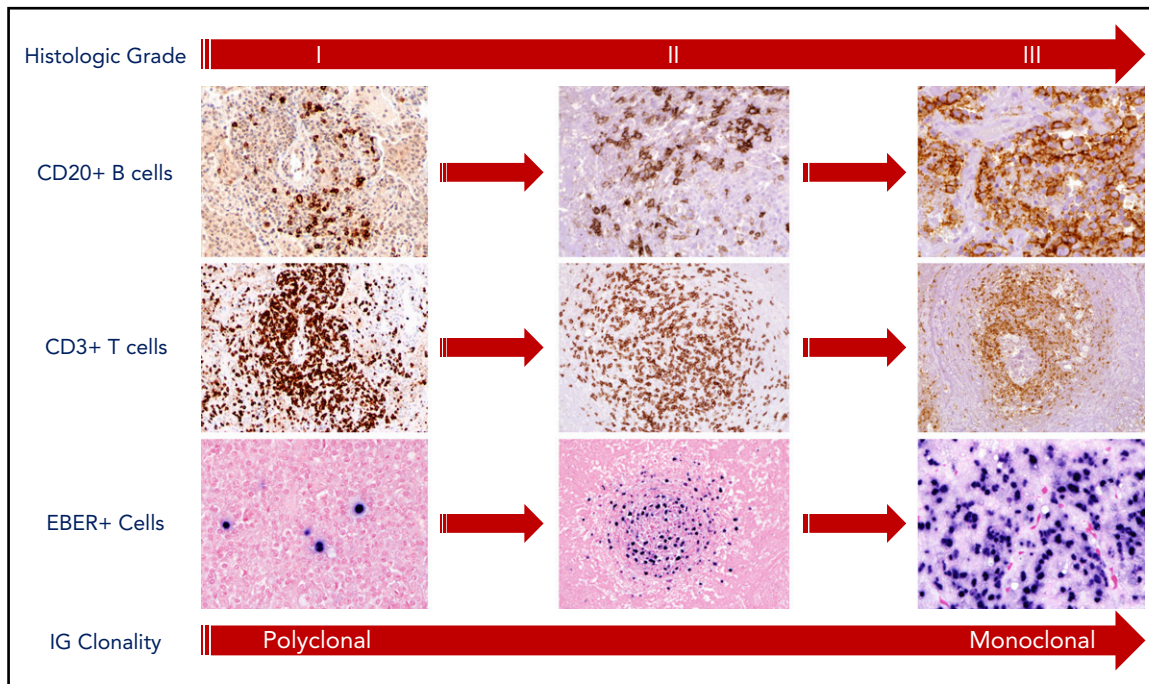 Histologic Grade I II III
CD20+ B cells
CD3+ T cells
EBER+ Cells
IG Clonality Polyclonal Monoclonal